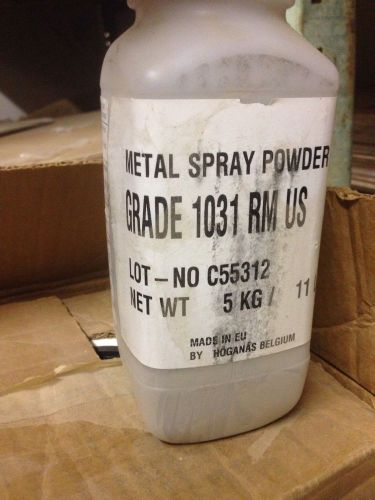 METAL SPRAY POWDER
GRADE 1031 RM US
LOT – NO C55312
NET WT 5 KG / 11
MADE IN EU
BY HÖGANÄS BELGIUM